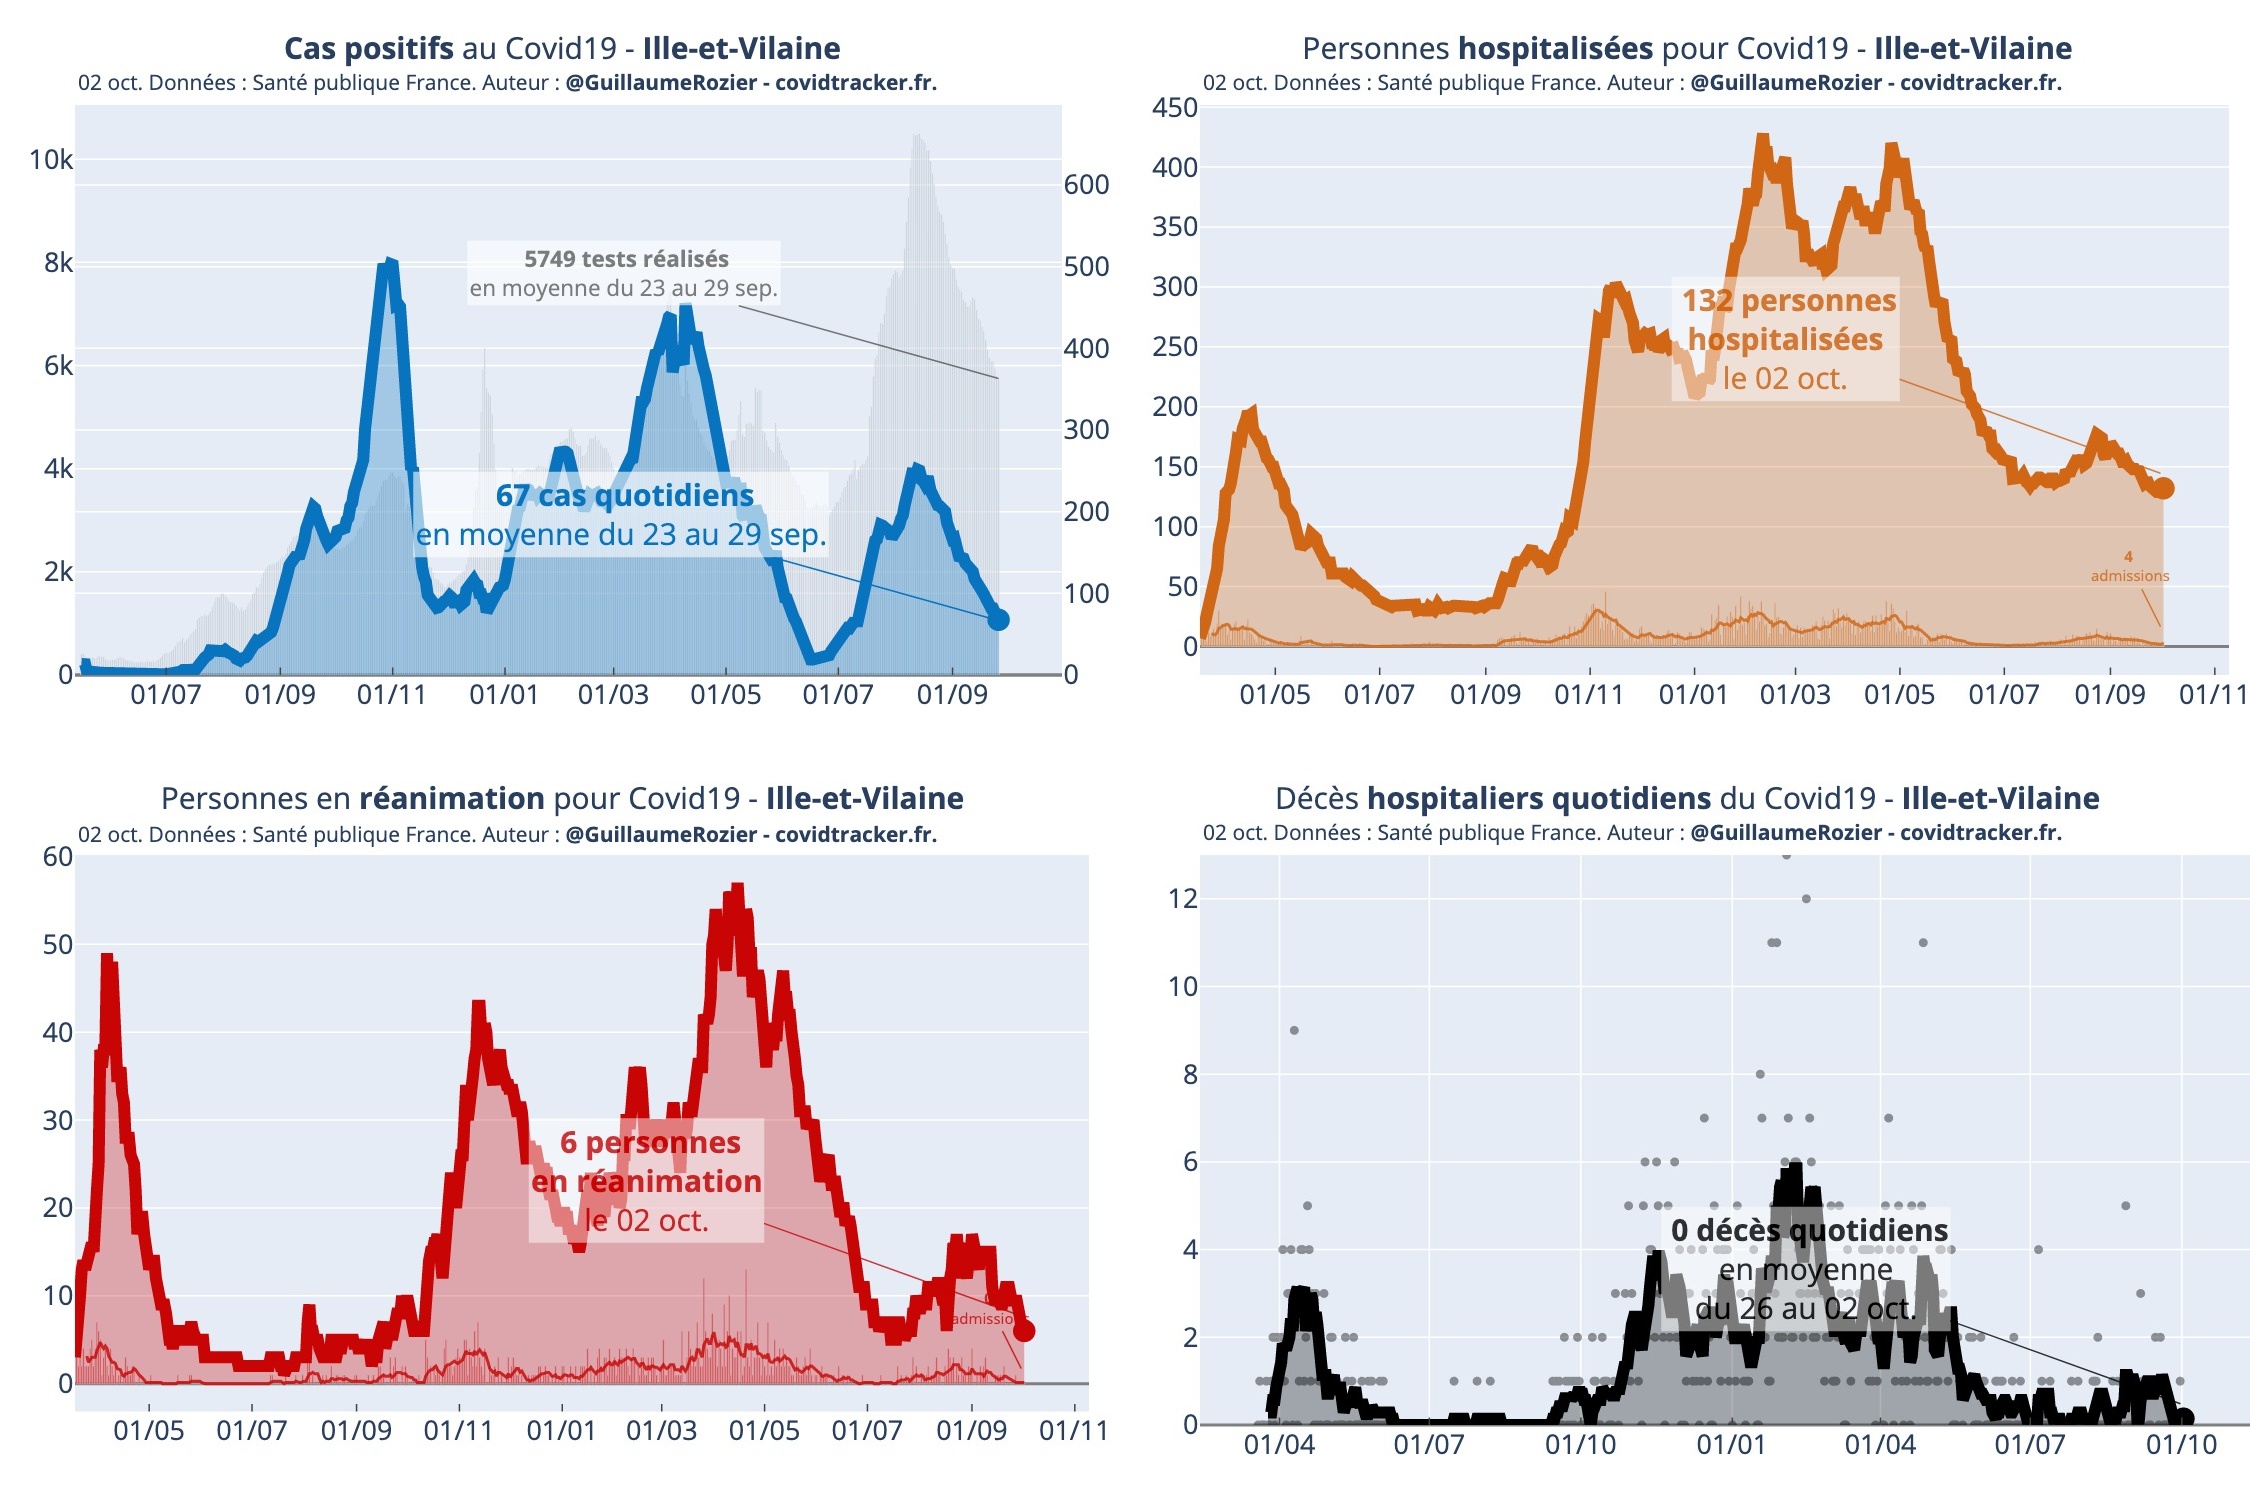 Cas positifs au Covid19 - Ille-et-Vilaine
02 oct. Données : Santé publique France. Auteur : @GuillaumeRozier - covidtracker.fr.
10k
8k
6k
4k
2k
0
600
500
400
300
200
100
0
5749 tests réalisés
en moyenne du 23 au 29 sep.
67 cas quotidiens
en moyenne du 23 au 29 sep.
01/07 01/09 01/11 01/01 01/03 01/05 01/07 01/09
Personnes hospitalisées pour Covid19 - Ille-et-Vilaine
02 oct. Données : Santé publique France. Auteur : @GuillaumeRozier - covidtracker.fr.
450
400
350
300
250
200
150
100
50
0
132 personnes
hospitalisées
le 02 oct.
4
admissions
01/05 01/07 01/09 01/11 01/01 01/03 01/05 01/07 01/09 01/11
Personnes en réanimation pour Covid19 - Ille-et-Vilaine
02 oct. Données : Santé publique France. Auteur : @GuillaumeRozier - covidtracker.fr.
60
50
40
30
20
10
0
6 personnes
en réanimation
le 02 oct.
admissions
01/05 01/07 01/09 01/11 01/01 01/03 01/05 01/07 01/09 01/11
Décès hospitaliers quotidiens du Covid19 - Ille-et-Vilaine
02 oct. Données : Santé publique France. Auteur : @GuillaumeRozier - covidtracker.fr.
12
10
8
6
4
2
0
0 décès quotidiens
en moyenne
du 26 au 02 oct.
01/04 01/07 01/10 01/01 01/04 01/07 01/10